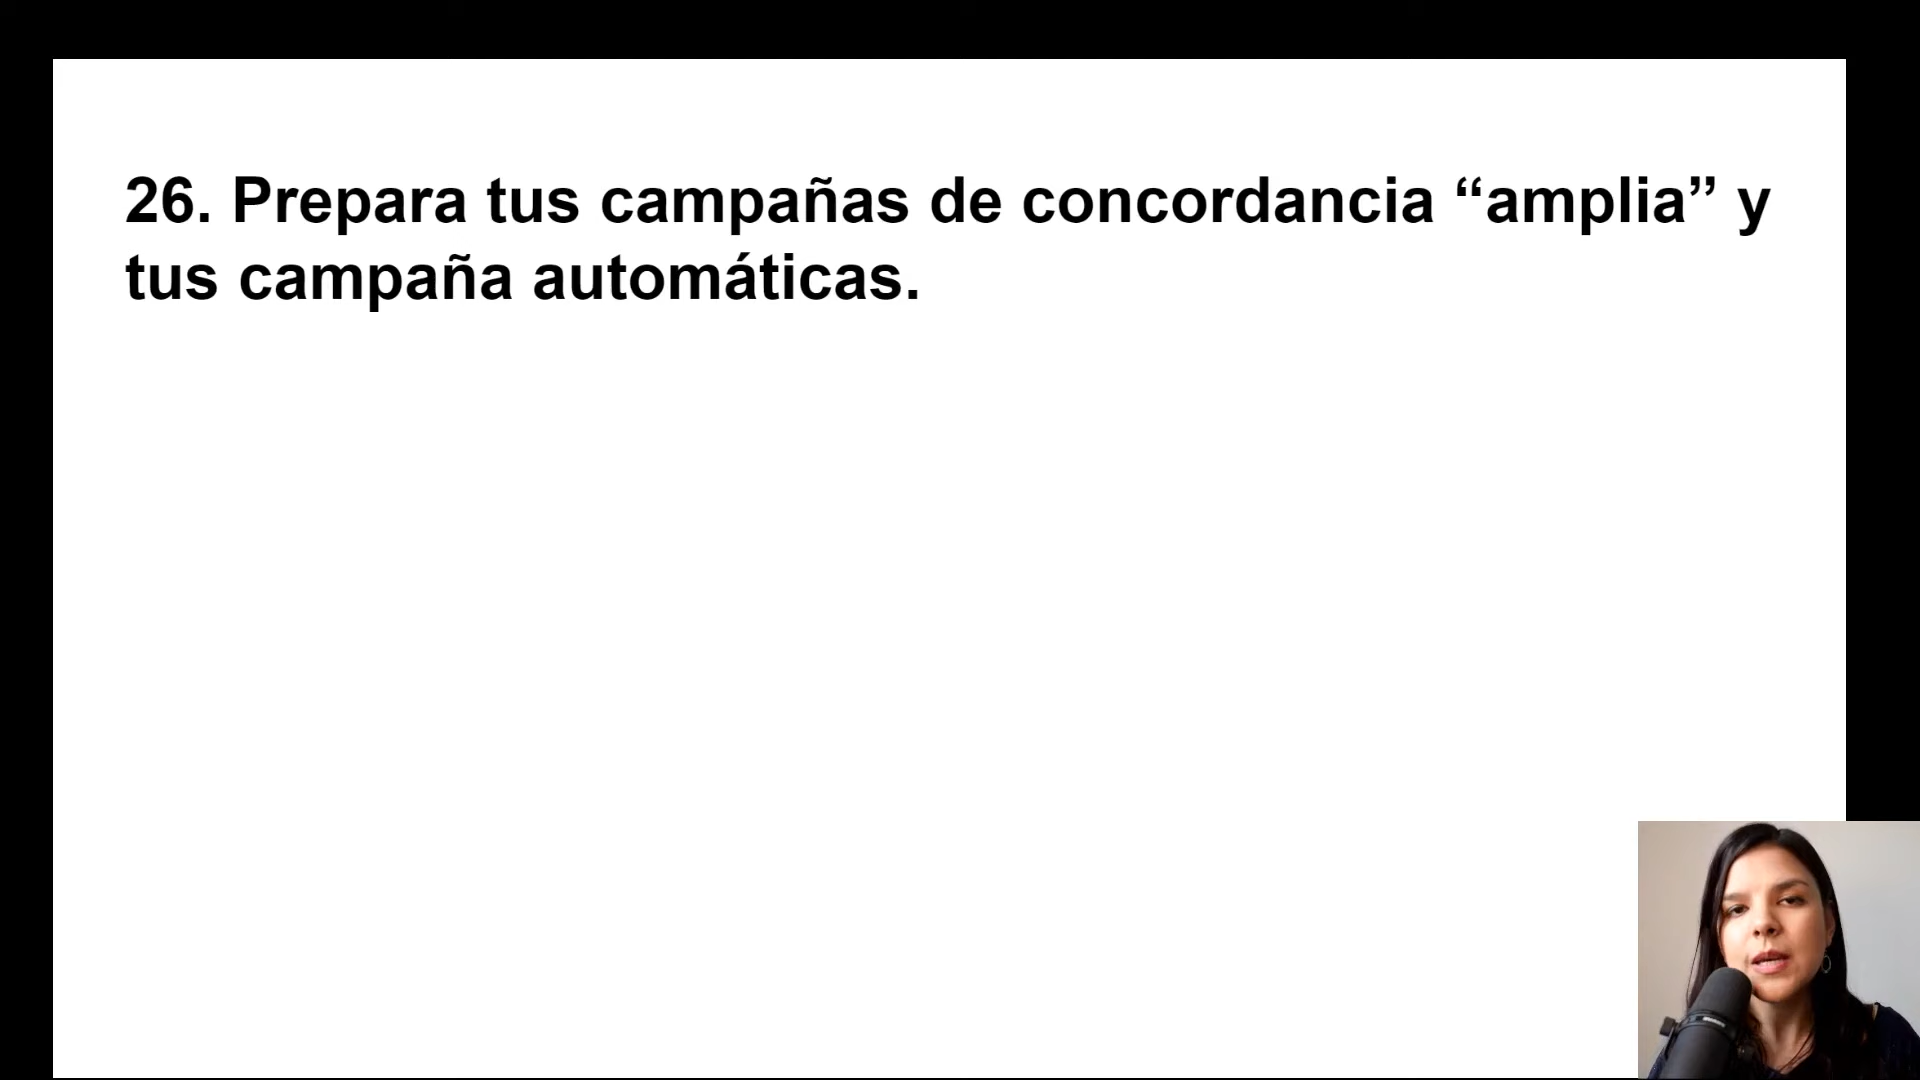 26. Prepara tus campañas de concordancia “amplia” y
tus campaña automáticas.